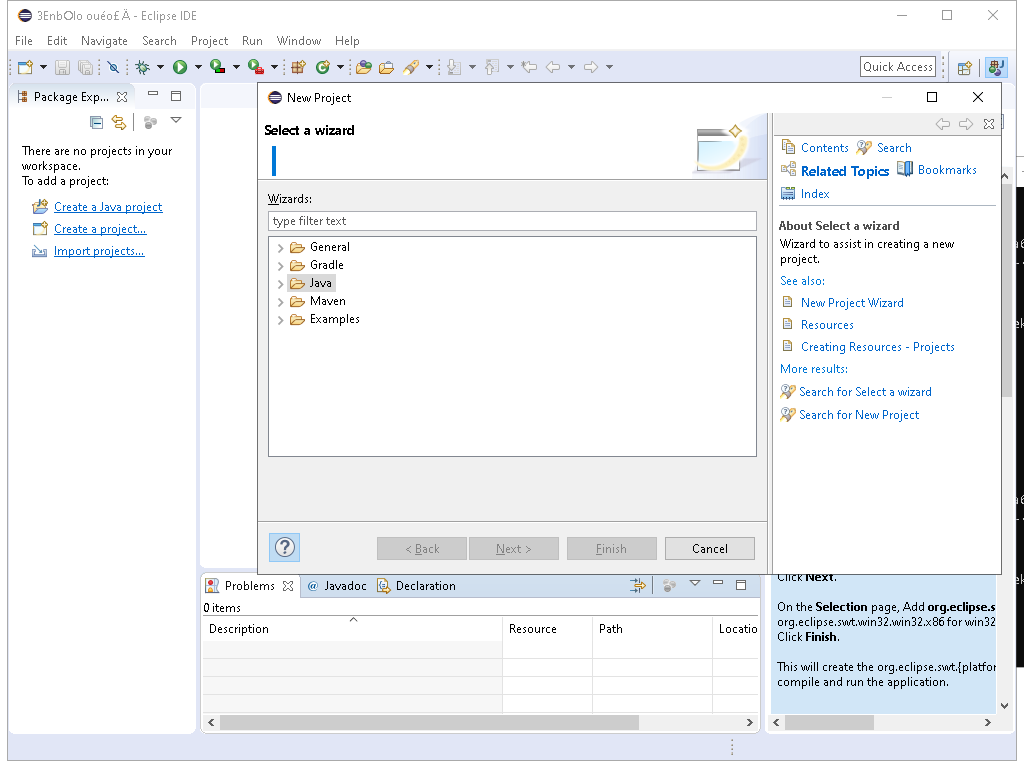 3EnbOlo ouéo£Ä - Eclipse IDE
File Edit Navigate Search Project Run Window Help
Quick Access
Package Exp...
There are no projects in your
workspace.
To add a project:
Create a Java project
Create a project...
Import projects...
New Project
Select a wizard
Wizards:
type filter text
General
Gradle
Java
Maven
Examples
< Back
Next >
Finish
Cancel
Contents Search
Related Topics Bookmarks
Index
About Select a wizard
Wizard to assist in creating a new
project.
See also:
New Project Wizard
Resources
Creating Resources - Projects
More results:
Search for Select a wizard
Search for New Project
Problems @ Javadoc Declaration
0 items
Description Resource Path Locatio
Click Next.
On the Selection page, Add org.eclipse.s
org.eclipse.swt.win32.win32.x86 for win32
Click Finish.
This will create the org.eclipse.swt.{platfor
compile and run the application.